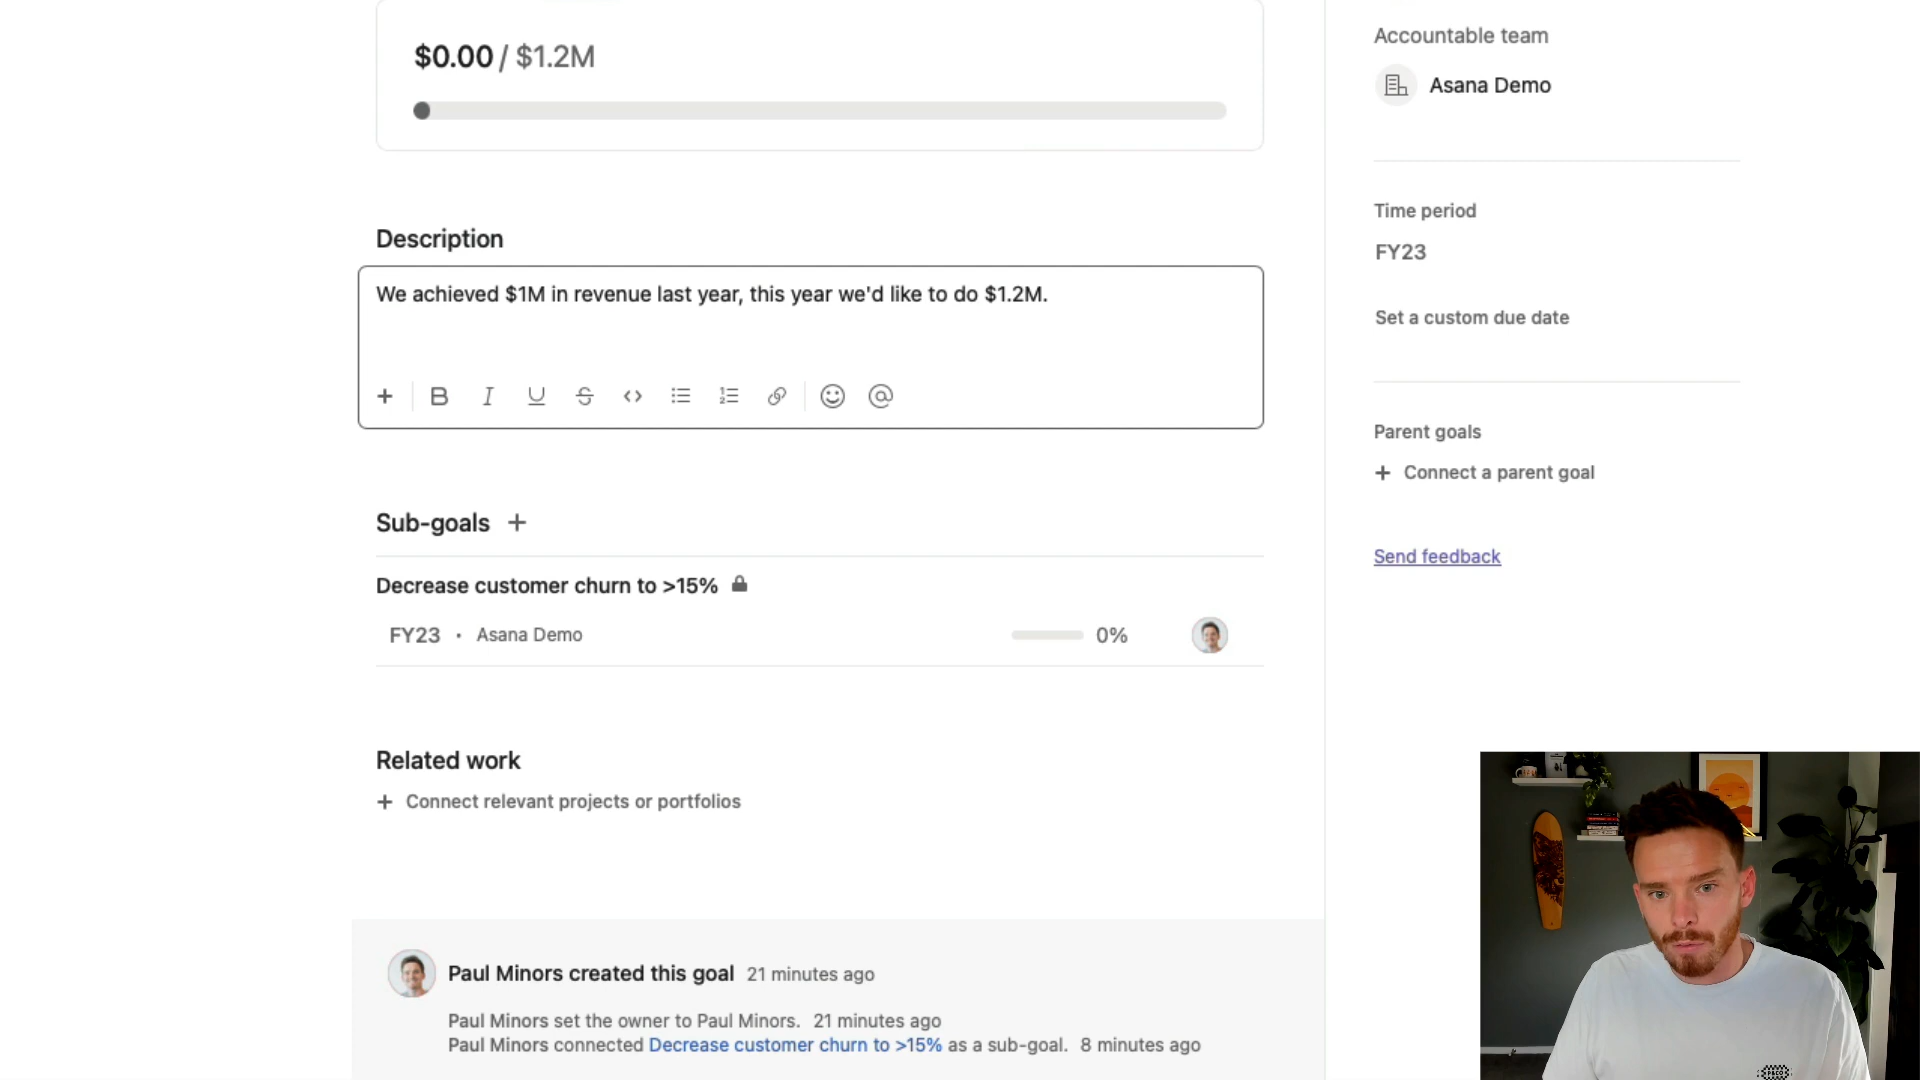 $0.00 / $1.2M
Description
We achieved $1M in revenue last year, this year we'd like to do $1.2M.
Sub-goals
Decrease customer churn to >15%
FY23 · Asana Demo 0%
Related work
+ Connect relevant projects or portfolios
Paul Minors created this goal 21 minutes ago
Paul Minors set the owner to Paul Minors. 21 minutes ago
Paul Minors connected Decrease customer churn to >15% as a sub-goal. 8 minutes ago
Accountable team
Asana Demo
Time period
FY23
Set a custom due date
Parent goals
+ Connect a parent goal
Send feedback